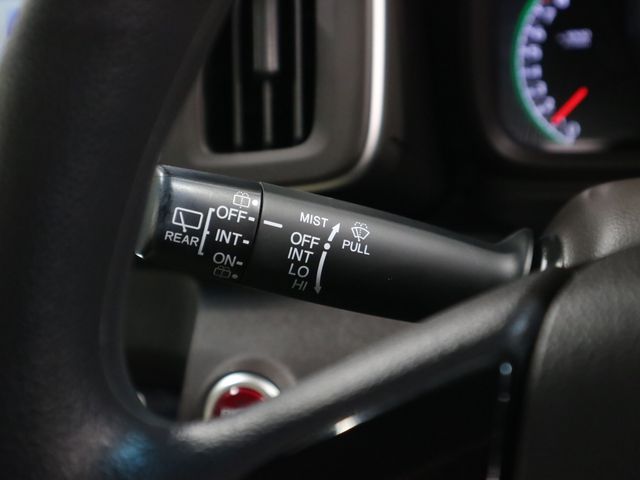 REAR
OFF
INT
ON
MIST
OFF
INT
LO
HI
PULL